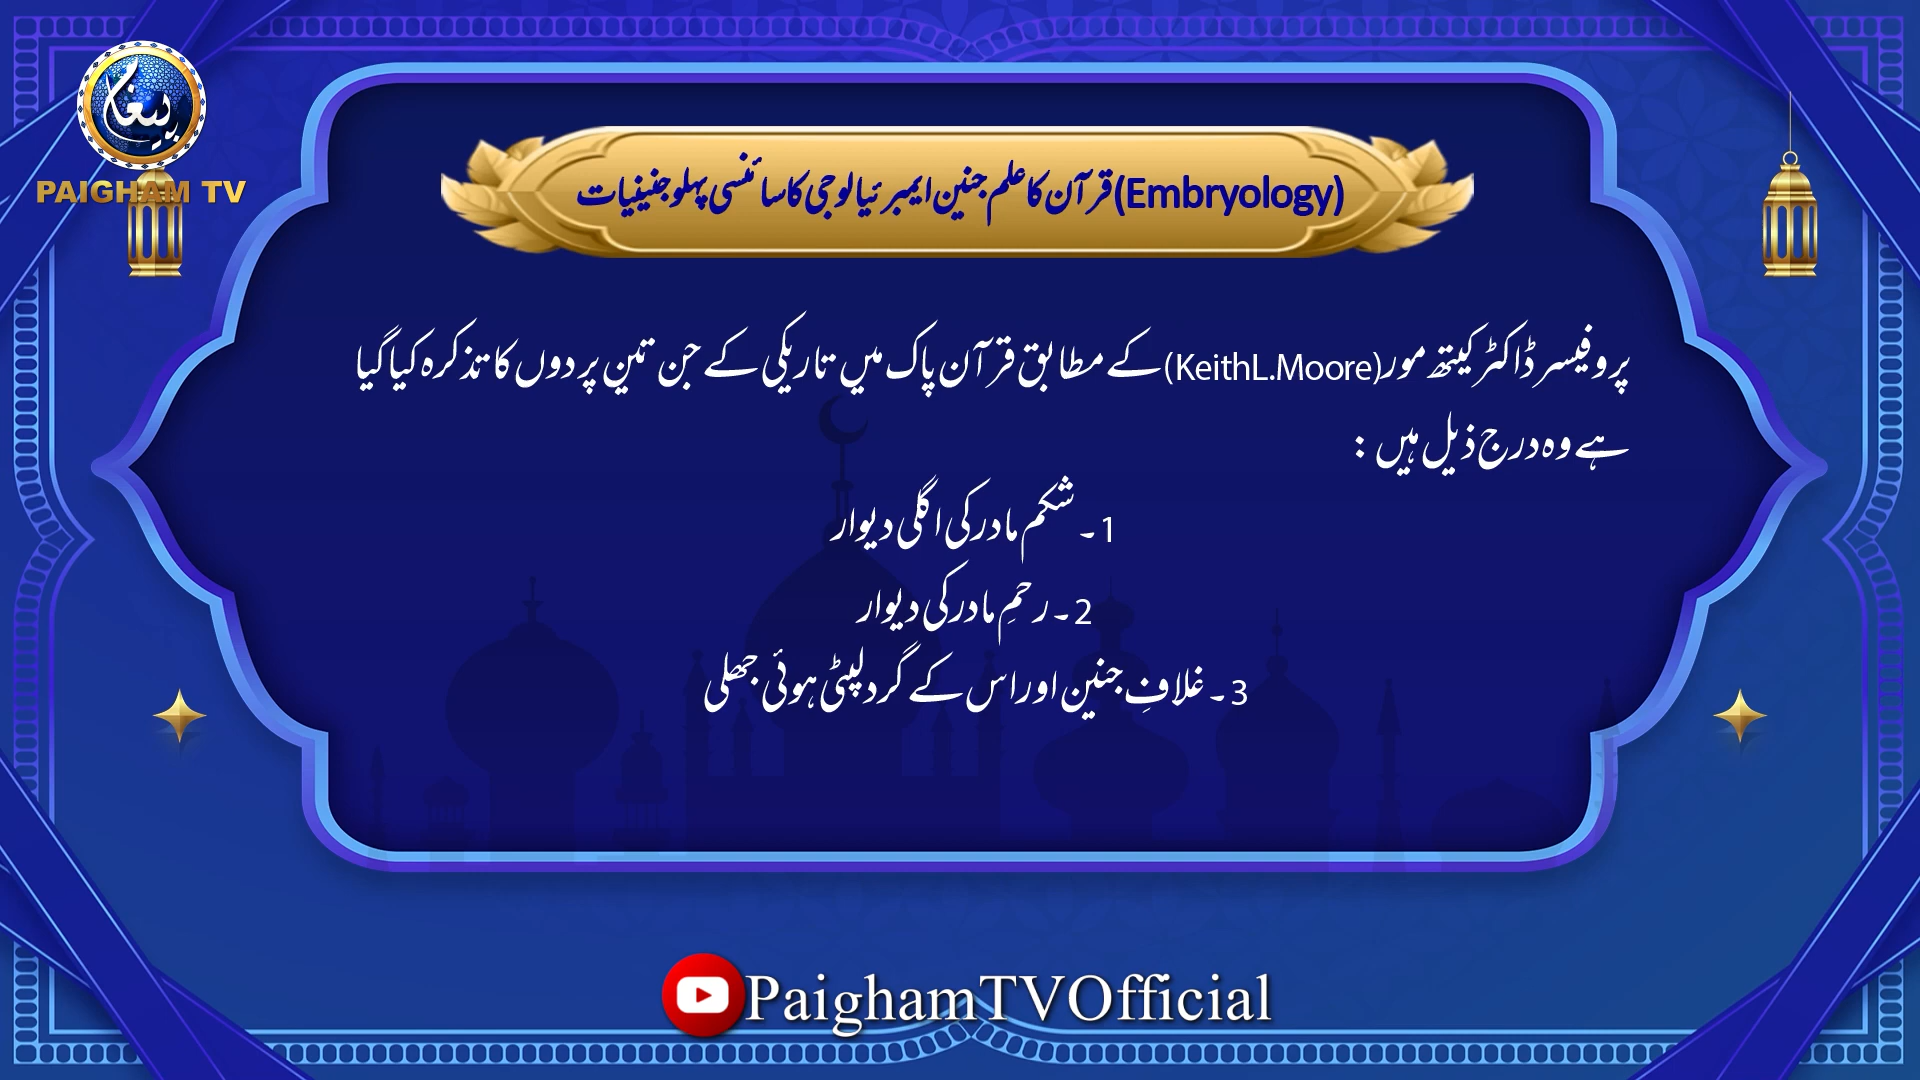 پیغام
PAIGHAM TV
(Embryology)قرآن کا علم جنین ایمبرئیالوجی کا سائنسی پہلو جنینیات
پروفیسر ڈاکٹر کیتھ مور(KeithL.Moore)کے مطابق قرآن پاک میں تاریکی کے جن تین پردوں کا تذکرہ کیا گیا
ہے وہ درج ذیل ہیں :
1۔ شکم مادر کی اگلی دیوار
2۔ رحمِ مادر کی دیوار
3۔ غلافِ جنین اور اس کے گرد لپٹی ہوئی جھلی
PaighamTVOfficial